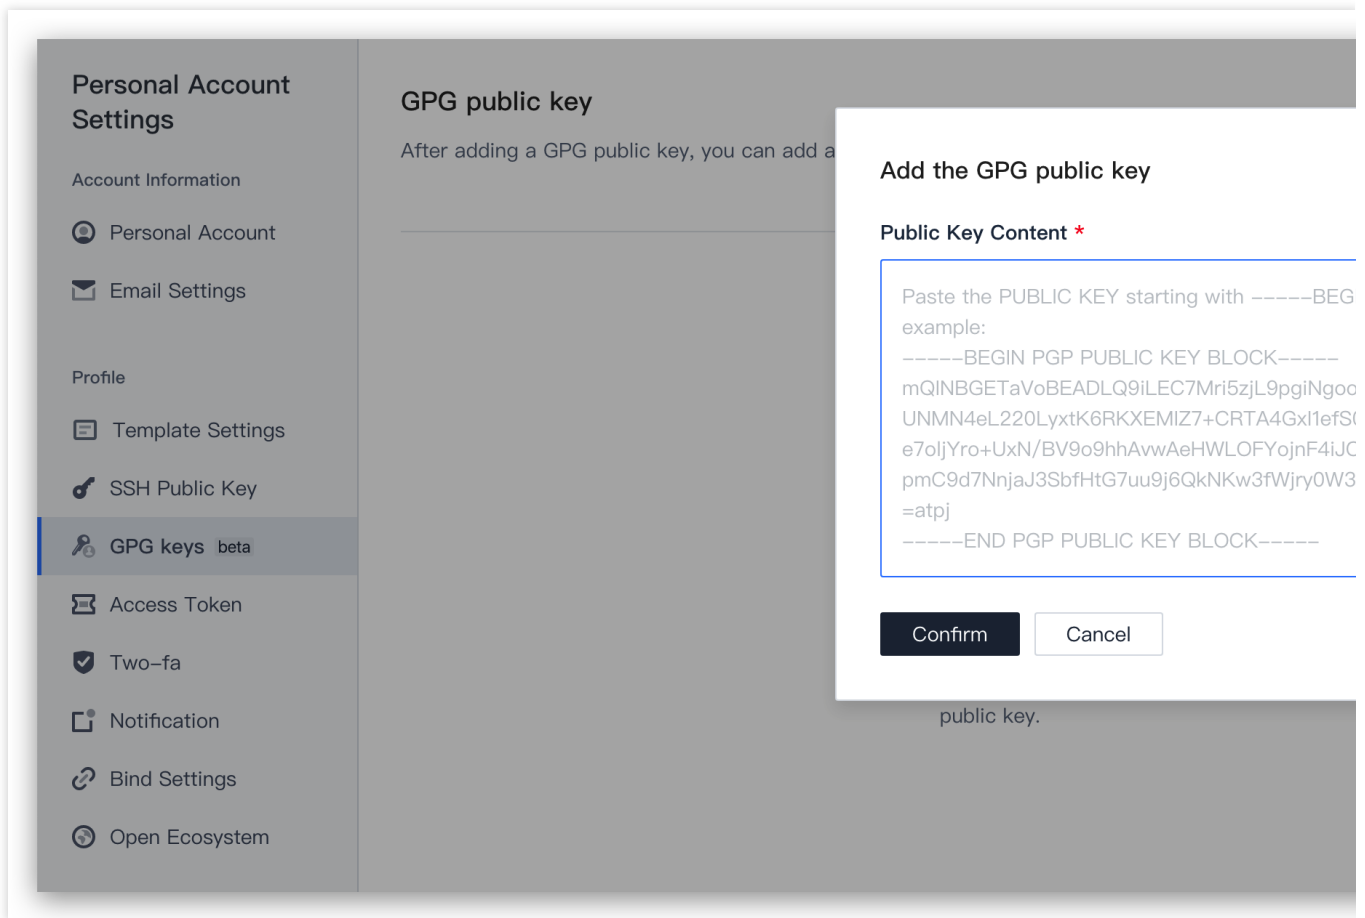 Personal Account
Settings
Account Information
Personal Account
Email Settings
Profile
Template Settings
SSH Public Key
GPG keys beta
Access Token
Two-fa
Notification
Bind Settings
Open Ecosystem
GPG public key
After adding a GPG public key, you can add a
Add the GPG public key
Public Key Content *
Paste the PUBLIC KEY starting with -----BEG
example:
-----BEGIN PGP PUBLIC KEY BLOCK-----
mQINBGETaVoBEADLQ9iLEC7Mri5zjL9pgiNgoo
UNMN4eL220LyxtK6RKXEMIZ7+CRTA4Gxl1efS
e7oljYro+UxN/BV9o9hhAvwAeHWLOFYojnF4iJC
pmC9d7NnjaJ3SbfHtG7uu9j6QkNKw3fWjry0W3
=atpj
-----END PGP PUBLIC KEY BLOCK-----
Confirm
Cancel
public key.